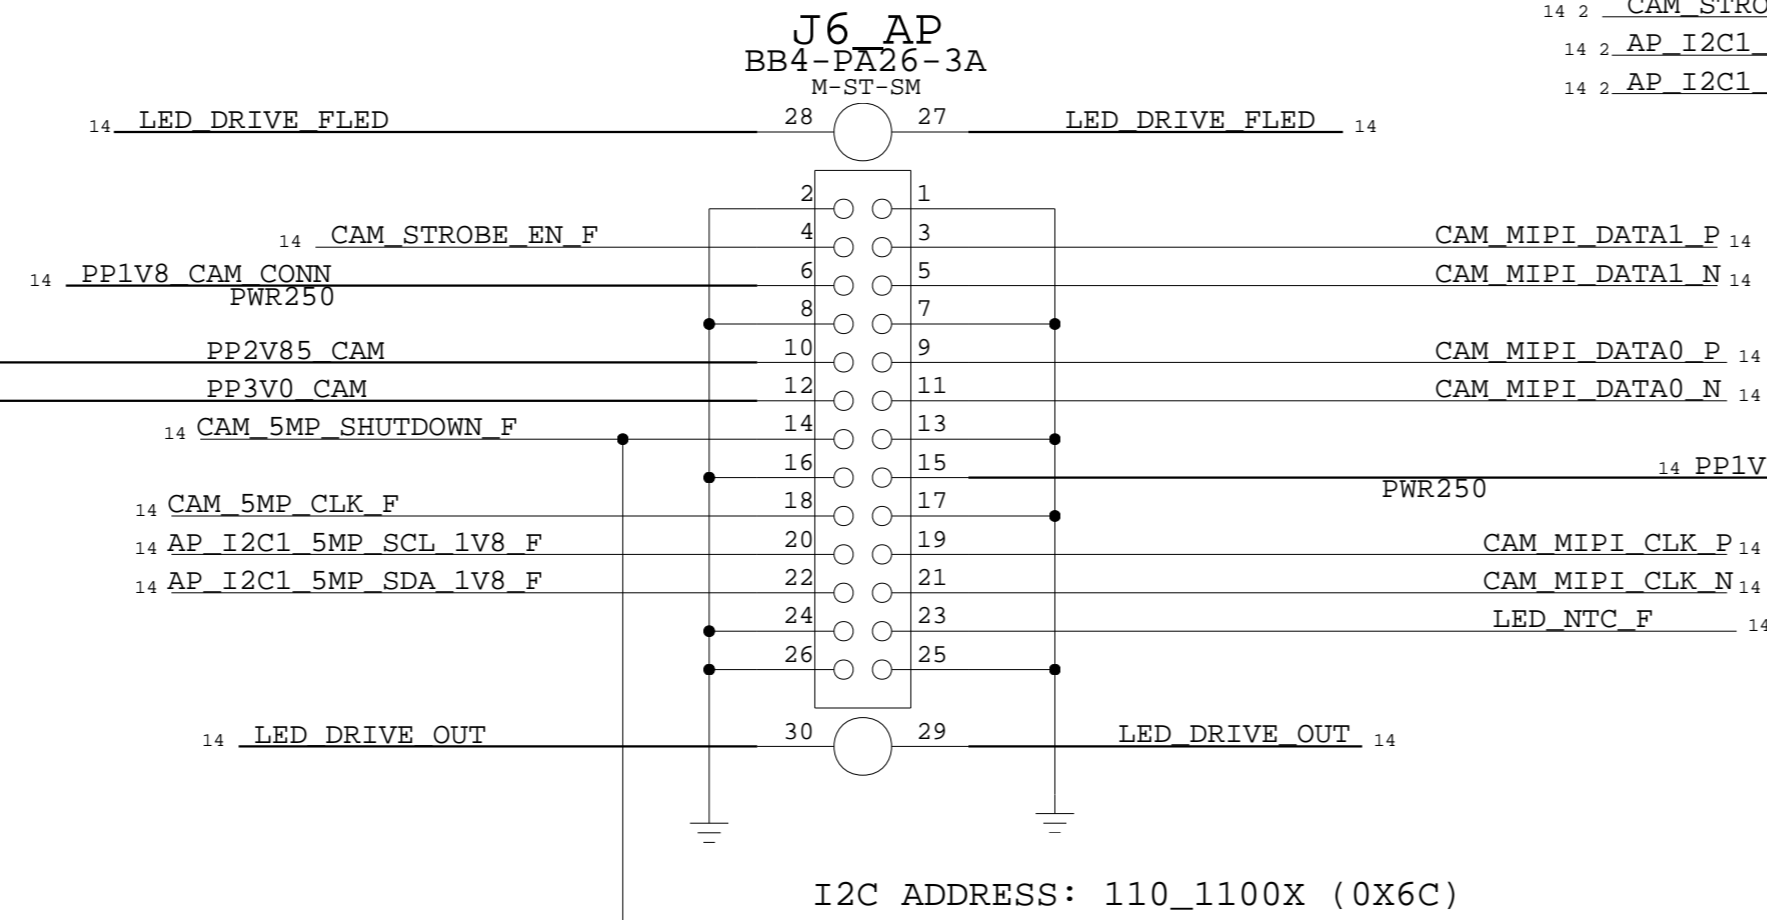 14 2 CAM_STRO
J6_AP
14 2 AP_I2C1_
BB4-PA26-3A
14 2 AP_I2C1_
M-ST-SM
14 LED_DRIVE_FLED 28 27 LED_DRIVE_FLED 14
2 1
14 CAM_STROBE_EN_F 4 3 CAM_MIPI_DATA1_P 14
14 PP1V8_CAM_CONN 6 5 CAM_MIPI_DATA1_N 14
PWR250
8 7
PP2V85_CAM 10 9 CAM_MIPI_DATA0_P 14
PP3V0_CAM 12 11 CAM_MIPI_DATA0_N 14
14 CAM_5MP_SHUTDOWN_F 14 13
16 15 14 PP1V
PWR250
14 CAM_5MP_CLK_F 18 17
14 AP_I2C1_5MP_SCL_1V8_F 20 19 CAM_MIPI_CLK_P 14
14 AP_I2C1_5MP_SDA_1V8_F 22 21 CAM_MIPI_CLK_N 14
24 23 LED_NTC_F 14
26 25
14 LED_DRIVE_OUT 30 29 LED_DRIVE_OUT 14
I2C ADDRESS: 110_1100X (0X6C)